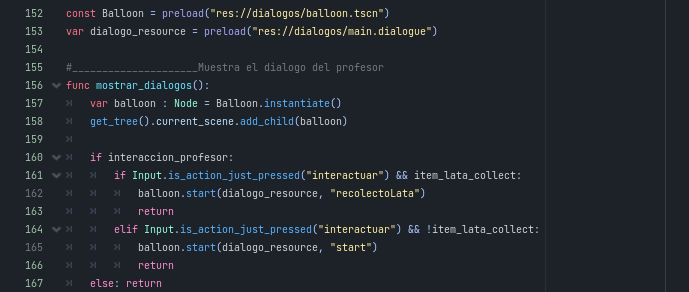 152 const Balloon = preload("res://dialogos/balloon.tscn")
153 var dialogo_resource = preload("res://dialogos/main.dialogue")
154
155 #_____________________Muestra el dialogo del profesor
156 func mostrar_dialogos():
157 var balloon : Node = Balloon.instantiate()
158 get_tree().current_scene.add_child(balloon)
159
160 if interaccion_profesor:
161 if Input.is_action_just_pressed("interactuar") && item_lata_collect:
162 balloon.start(dialogo_resource, "recolectoLata")
163 return
164 elif Input.is_action_just_pressed("interactuar") && !item_lata_collect:
165 balloon.start(dialogo_resource, "start")
166 return
167 else: return